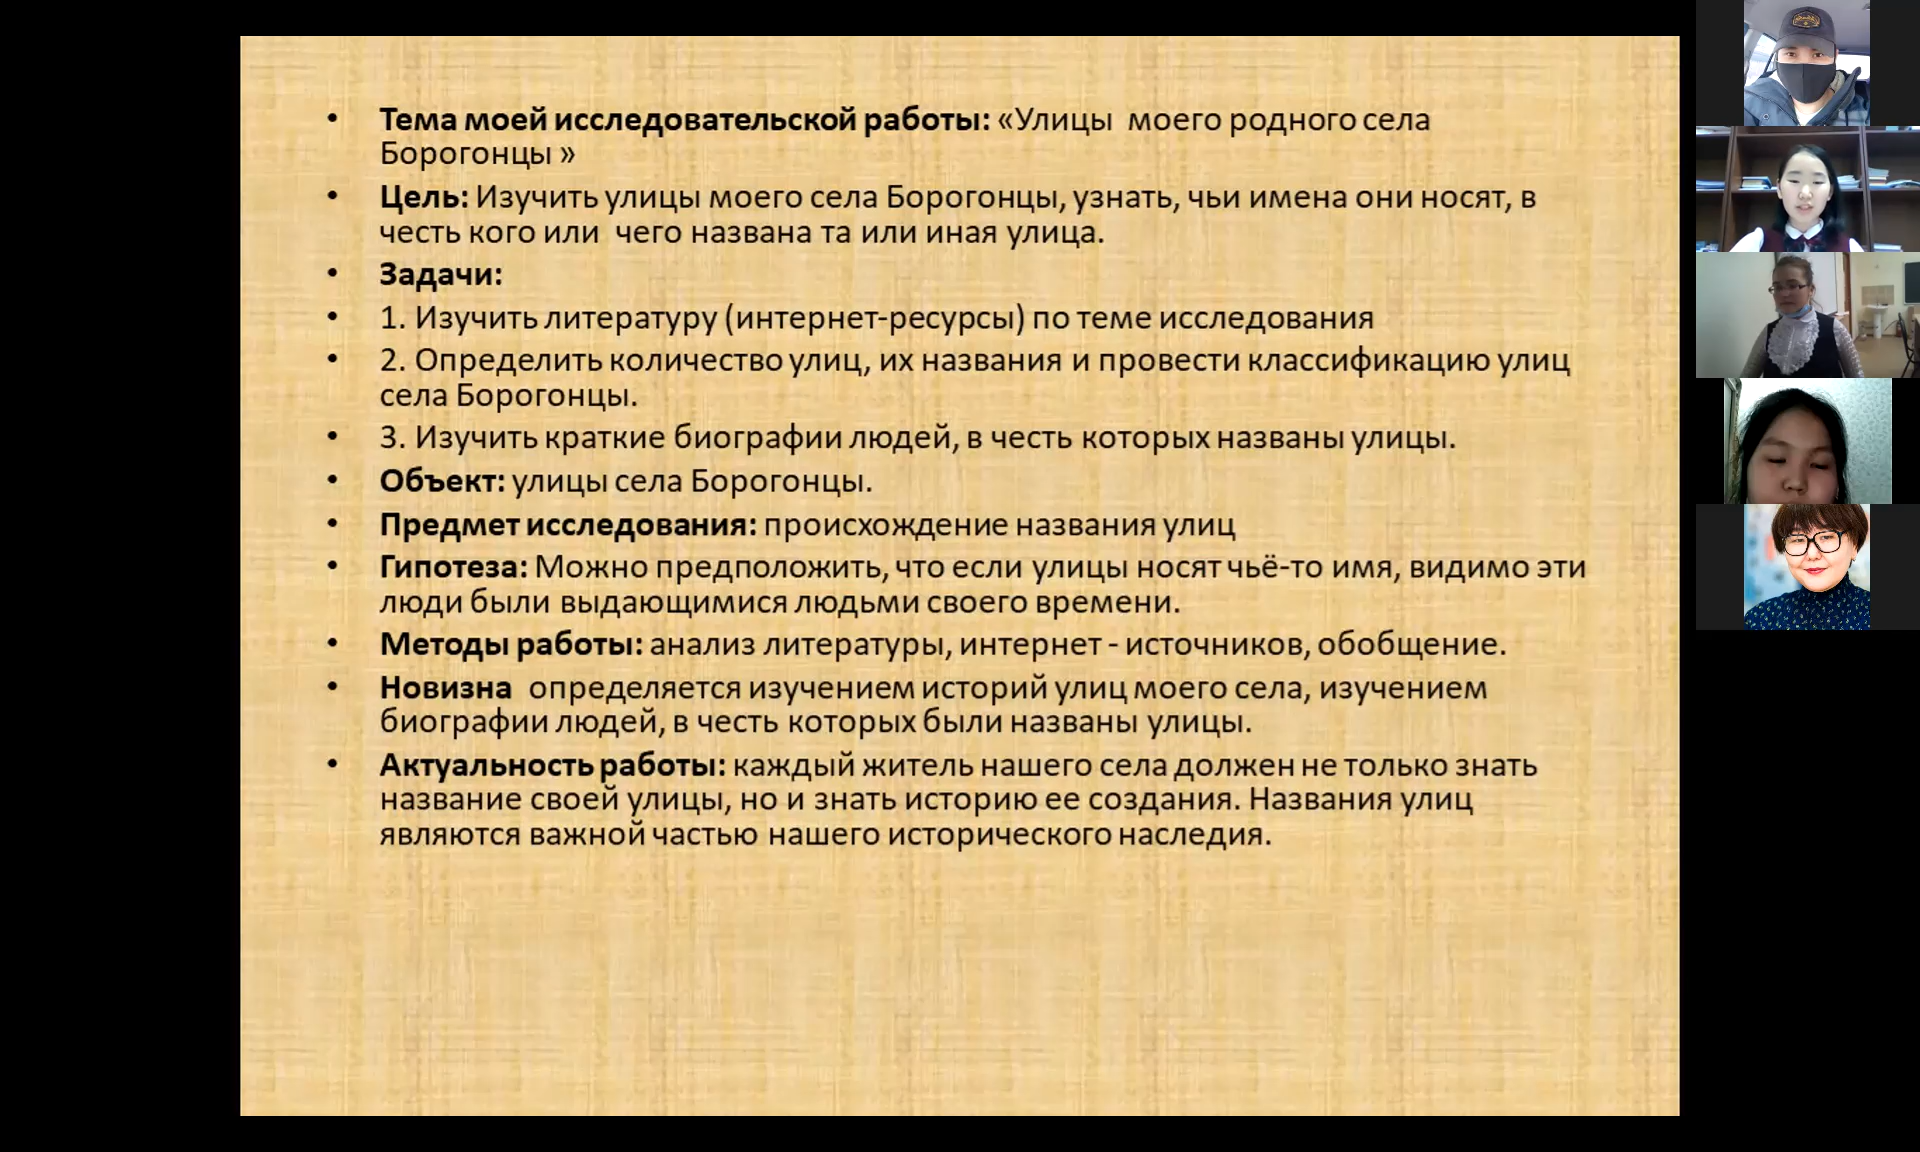 • Тема моей исследовательской работы: «Улицы моего родного села
Борогонцы »
• Цель: Изучить улицы моего села Борогонцы, узнать, чьи имена они носят, в
честь кого или чего названа та или иная улица.
• Задачи:
• 1. Изучить литературу (интернет-ресурсы) по теме исследования
• 2. Определить количество улиц, их названия и провести классификацию улиц
села Борогонцы.
• 3. Изучить краткие биографии людей, в честь которых названы улицы.
• Объект: улицы села Борогонцы.
• Предмет исследования: происхождение названия улиц
• Гипотеза: Можно предположить, что если улицы носят чьё-то имя, видимо эти
люди были выдающимися людьми своего времени.
• Методы работы: анализ литературы, интернет - источников, обобщение.
• Новизна определяется изучением историй улиц моего села, изучением
биографии людей, в честь которых были названы улицы.
• Актуальность работы: каждый житель нашего села должен не только знать
название своей улицы, но и знать историю ее создания. Названия улиц
являются важной частью нашего исторического наследия.